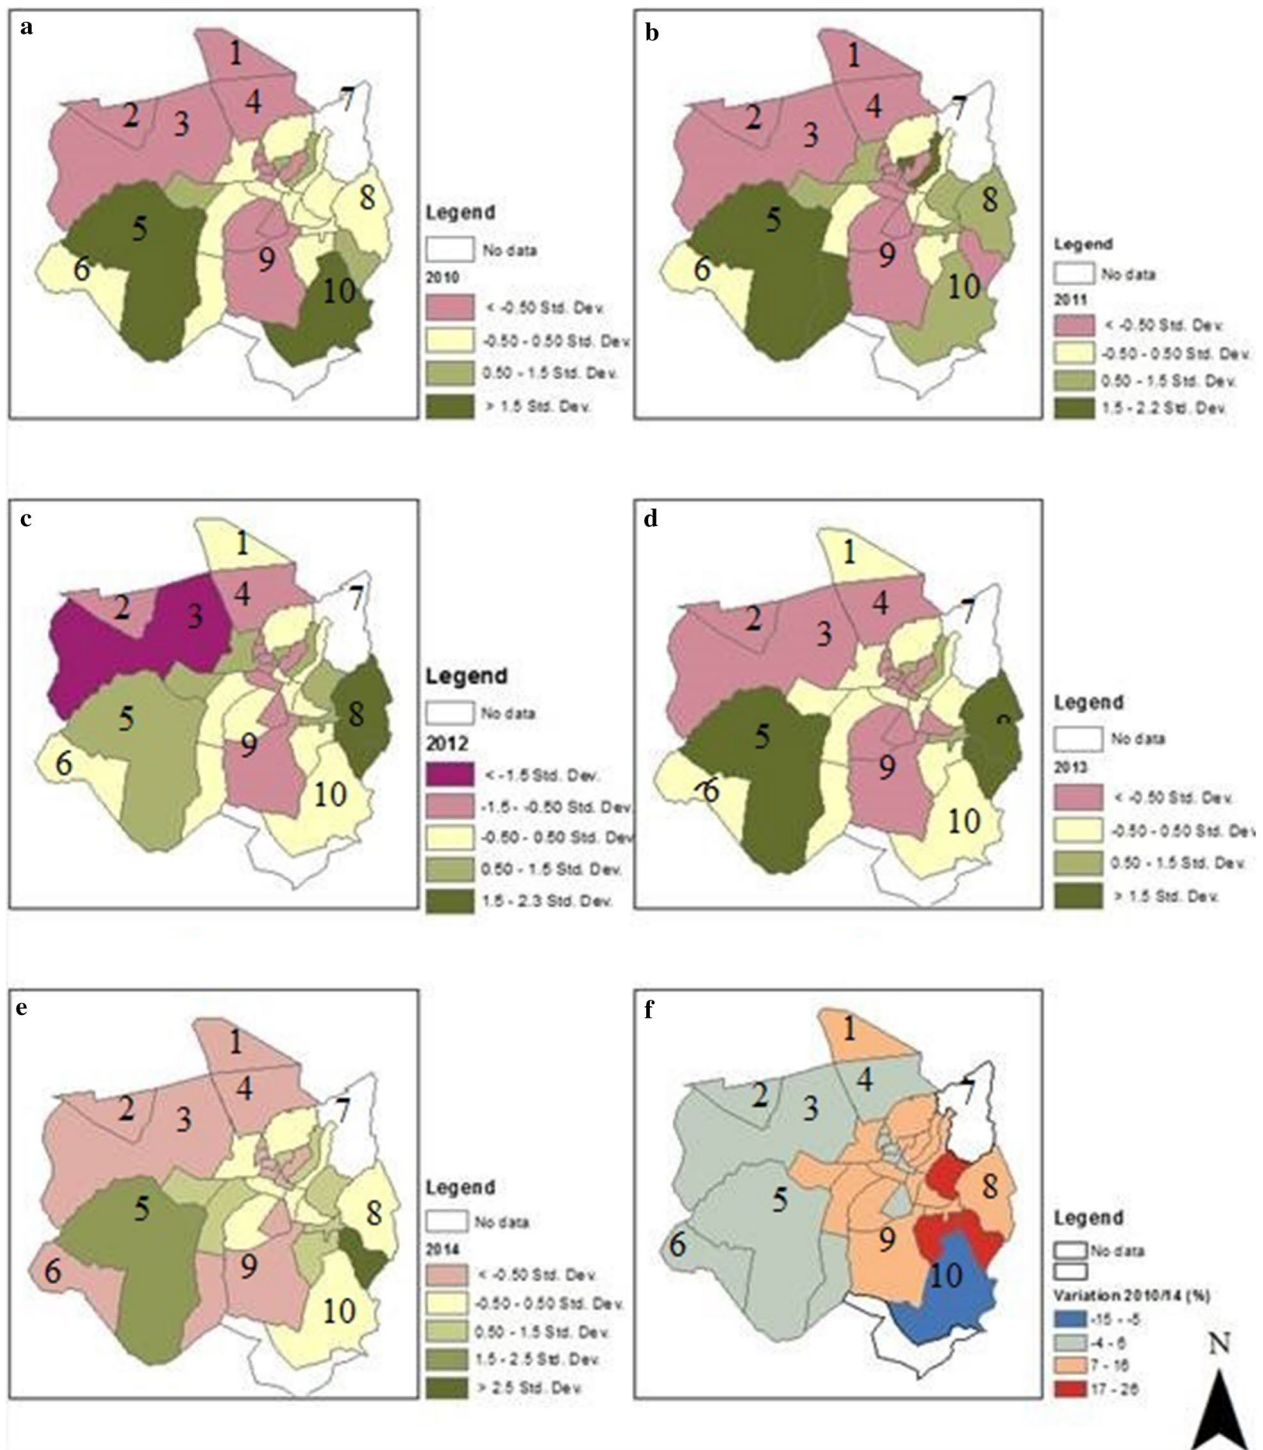 a
1
2
3
4
5
6
7
8
9
10
Legend
No data
2010
< -0.50 Std. Dev.
-0.50 - 0.50 Std. Dev.
0.50 - 1.5 Std. Dev.
> 1.5 Std. Dev.
b
1
2
3
4
5
6
7
8
9
10
Legend
No data
2011
< -0.50 Std. Dev.
-0.50 - 0.50 Std. Dev.
0.50 - 1.5 Std. Dev.
1.5 - 2.2 Std. Dev.
c
1
2
3
4
5
6
7
8
9
10
Legend
No data
2012
< -1.5 Std. Dev.
-1.5 - -0.50 Std. Dev.
-0.50 - 0.50 Std. Dev
0.50 - 1.5 Std. Dev.
1.5 - 2.3 Std. Dev.
d
1
2
3
4
5
6
7
9
10
Legend
No data
2013
< -0.50 Std. Dev.
-0.50 - 0.50 Std. Dev
0.50 - 1.5 Std. Dev.
> 1.5 Std. Dev.
e
1
2
3
4
5
6
7
8
9
10
Legend
No data
2014
< -0.50 Std. Dev.
-0.50 - 0.50 Std. Dev.
0.50 - 1.5 Std. Dev.
1.5 - 2.5 Std. Dev.
> 2.5 Std. Dev.
f
1
2
3
4
5
6
7
8
9
10
Legend
No data
Variation 2010/14 (%)
-15 - -5
-4 - 6
7 - 16
17 - 26
N